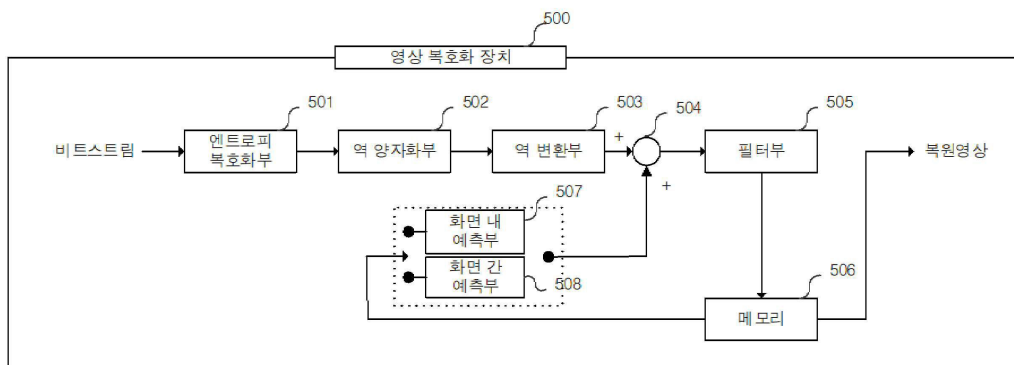 500
영상 복호화 장치
501
502
503
504
505
비트스트림
엔트로피
복호화부
역 양자화부
역 변환부
+
+
필터부
복원영상
507
화면 내
예측부
화면 간
예측부
508
506
메모리